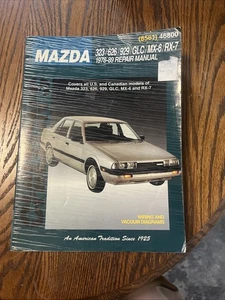 (8581) 46800
MAZDA
323/626/929/GLC/MX-6/RX-7
1978-89 REPAIR MANUAL
Covers all U.S. and Canadian models of
Mazda 323, 626, 929, GLC, MX-6 and RX-7
WIRING AND
VACUUM DIAGRAMS
An American Tradition Since 1925